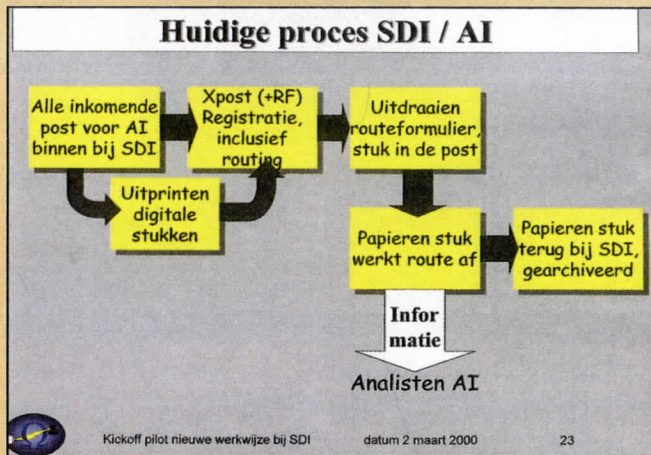 Huidige proces SDI / AI
Alle inkomende
post voor AI
binnen bij SDI
Xpost (+RF)
Registratie,
inclusief
routing
Uitdraaien
routeformulier,
stuk in de post
Uitprinten
digitale
stukken
Papieren stuk
werkt route af
Papieren stuk
terug bij SDI,
gearchiveerd
Infor
matie
Analisten AI
Kickoff pilot nieuwe werkwijze bij SDI
datum 2 maart 2000
23